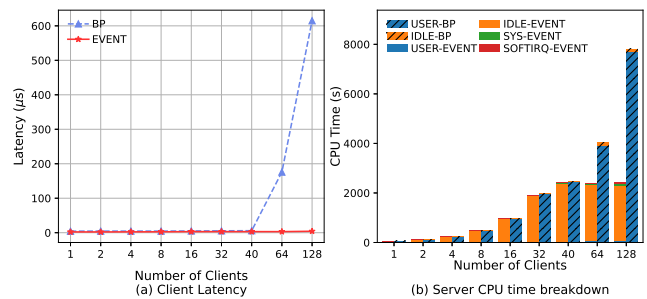 BP
EVENT
600
500
400
300
200
100
0
Latency (μs)
1 2 4 8 16 32 40 64 128
Number of Clients
(a) Client Latency
USER-BP
IDLE-BP
USER-EVENT
IDLE-EVENT
SYS-EVENT
SOFTIRQ-EVENT
8000
6000
4000
2000
0
CPU Time (s)
1 2 4 8 16 32 40 64 128
Number of Clients
(b) Server CPU time breakdown